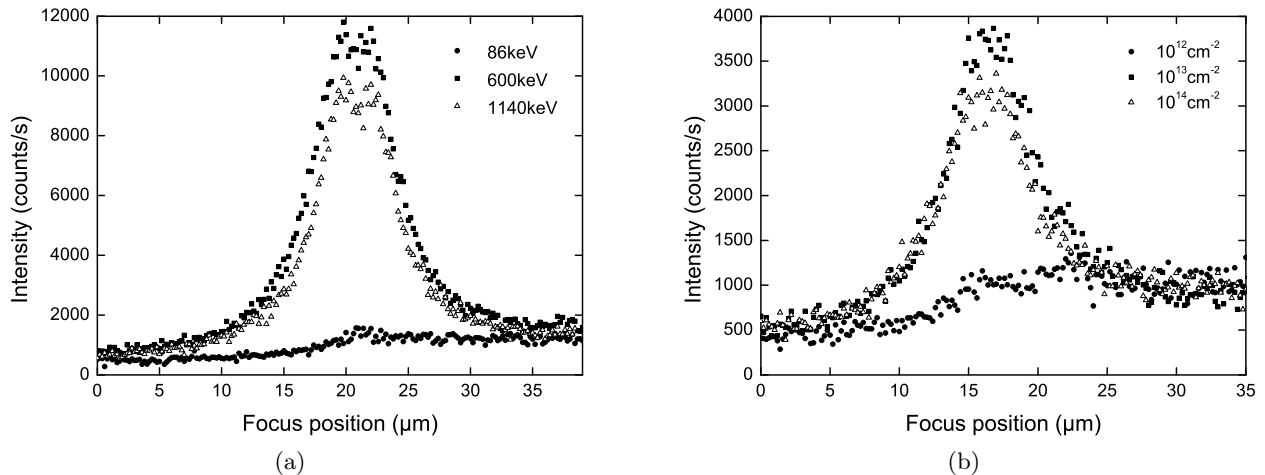 12000
10000
8000
6000
4000
2000
0
Intensity (counts/s)
86keV
600keV
1140keV
0 5 10 15 20 25 30 35
Focus position (µm)
(a)
4000
3500
3000
2500
2000
1500
1000
500
0
Intensity (counts/s)
10¹²cm⁻²
10¹³cm⁻²
10¹⁴cm⁻²
0 5 10 15 20 25 30 35
Focus position (µm)
(b)